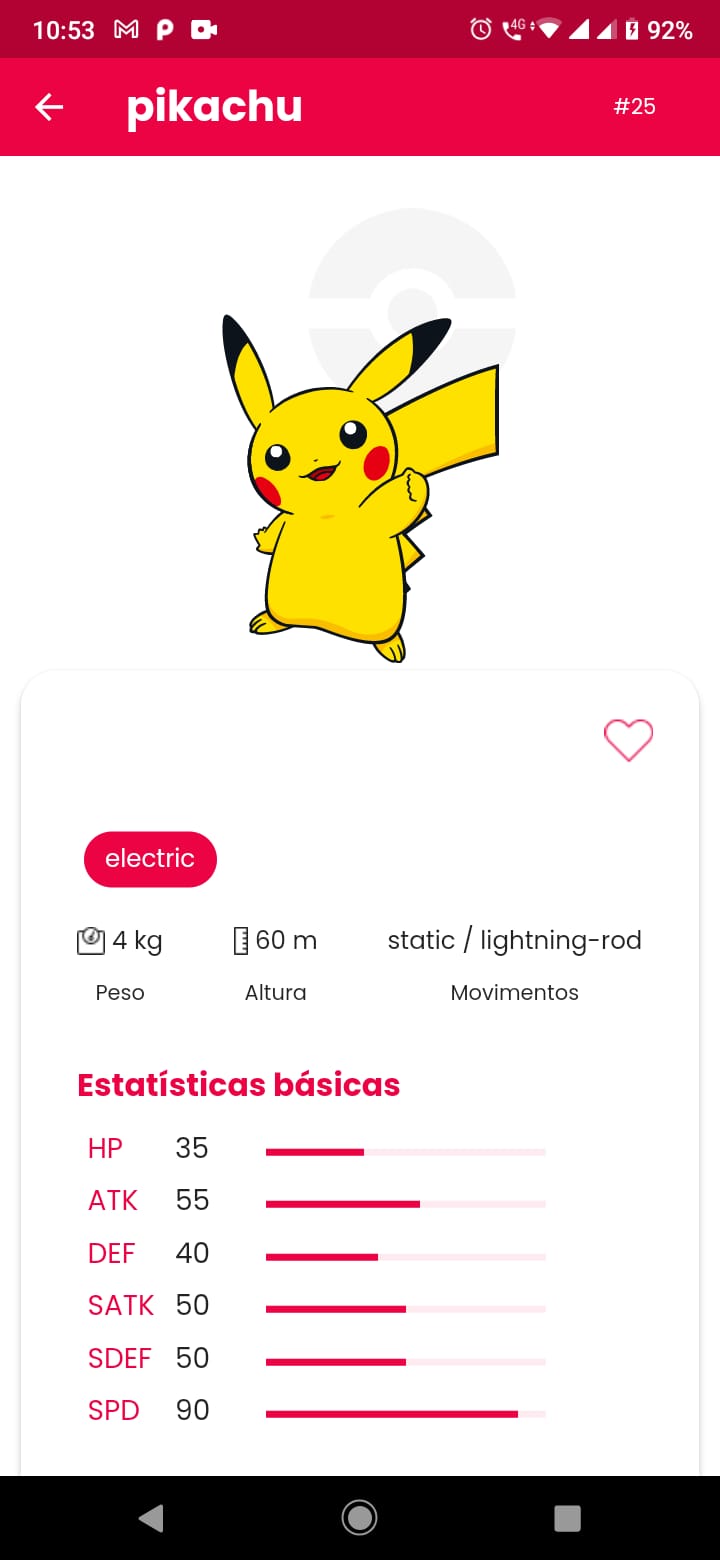 10:53 4G 92%
pikachu #25
electric
4 kg 60 m static / lightning-rod
Peso Altura Movimentos
Estatísticas básicas
HP 35
ATK 55
DEF 40
SATK 50
SDEF 50
SPD 90